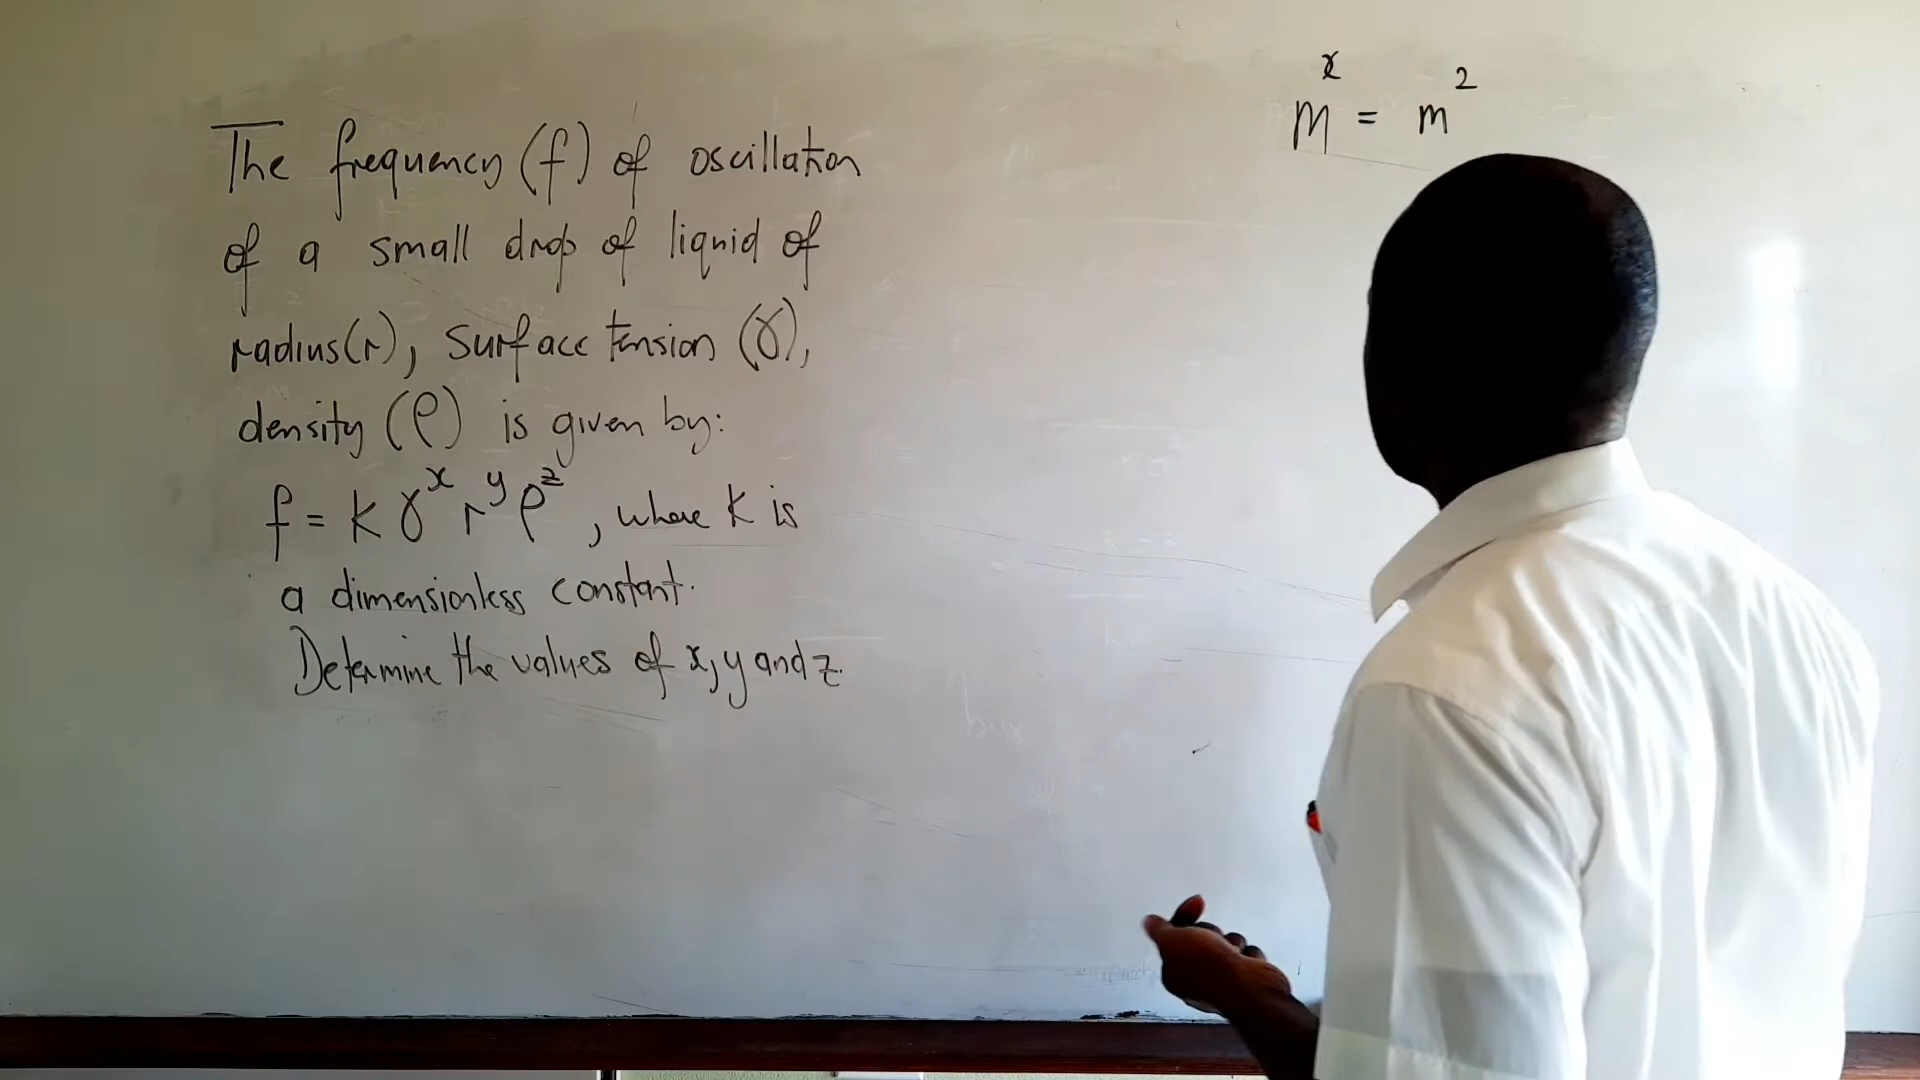 The frequency (f) of oscillation
of a small drop of liquid of
radius(r), surface tension (γ),
density (ρ) is given by:
f = k γ^x r^y ρ^z, where k is
a dimensionless constant.
Determine the values of x, y and z.
m^x = m^2